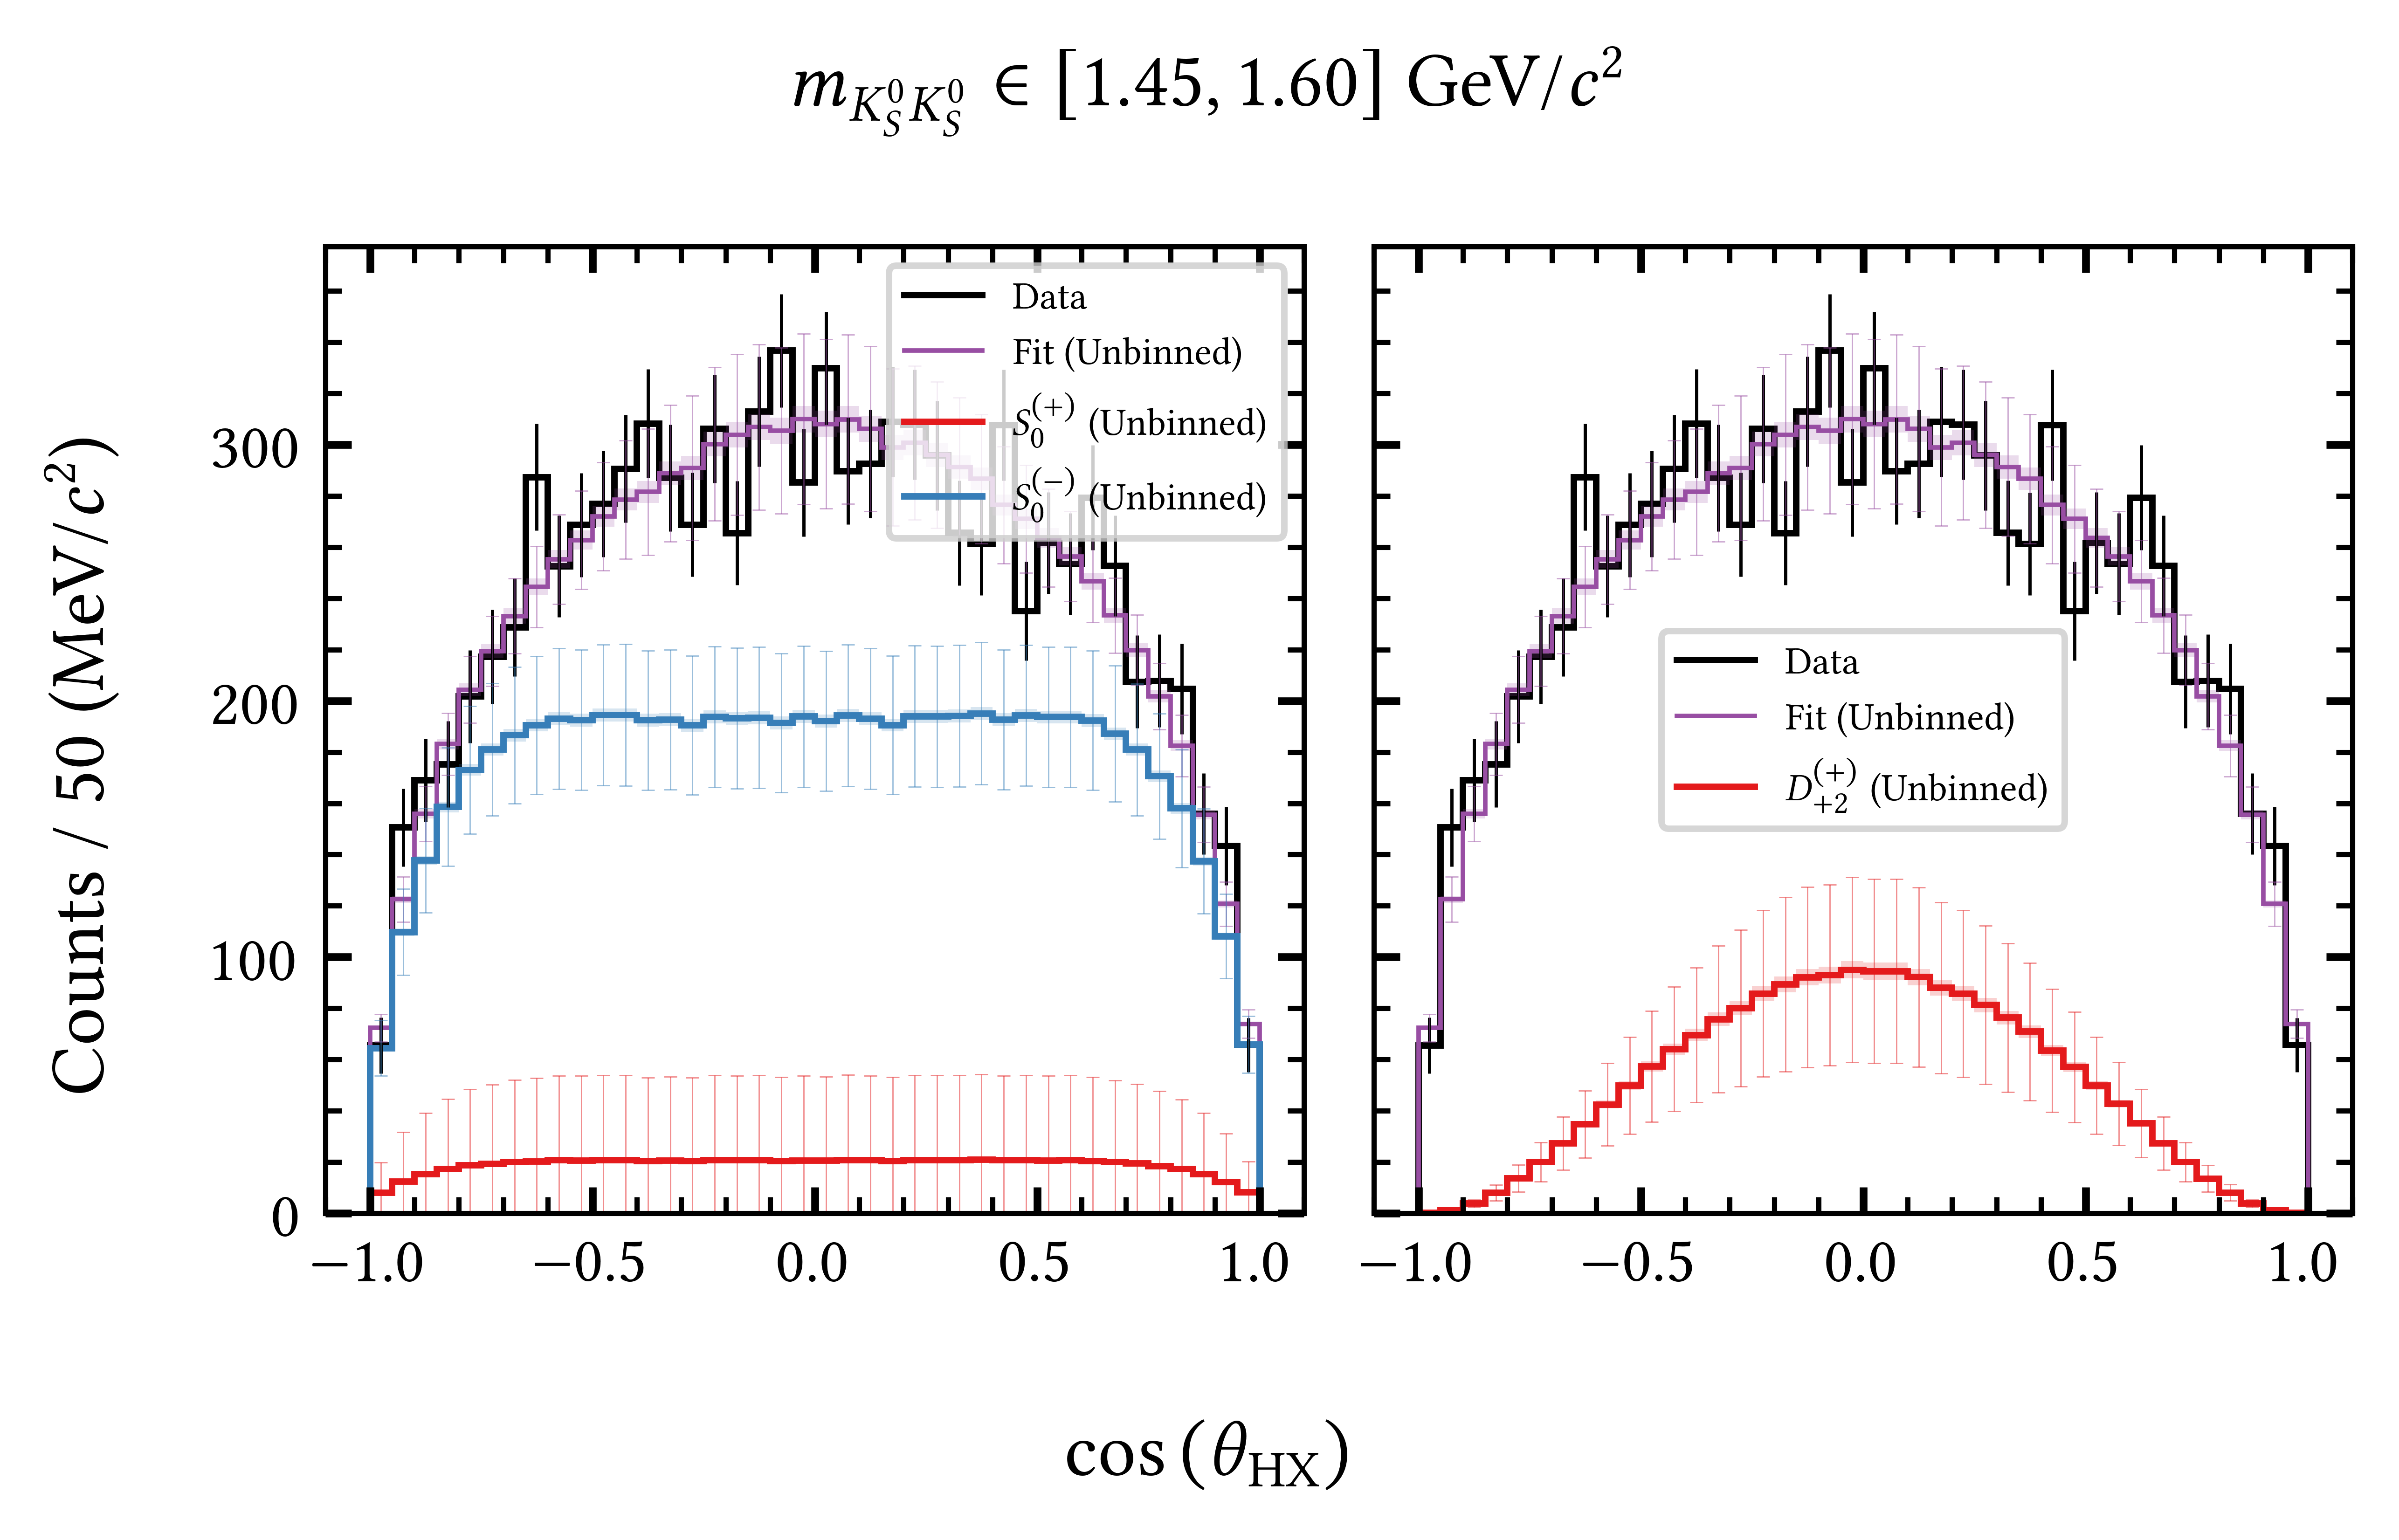 m_{K_S^0 K_S^0} ∈ [1.45, 1.60] GeV/c²
Counts / 50 (MeV/c²)
300
200
100
0
Data
Fit (Unbinned)
S_0^{(+)} (Unbinned)
S_0^{(−)} (Unbinned)
−1.0 −0.5 0.0 0.5 1.0
Data
Fit (Unbinned)
D_{+2}^{(+)} (Unbinned)
−1.0 −0.5 0.0 0.5 1.0
cos (θ_{HX})